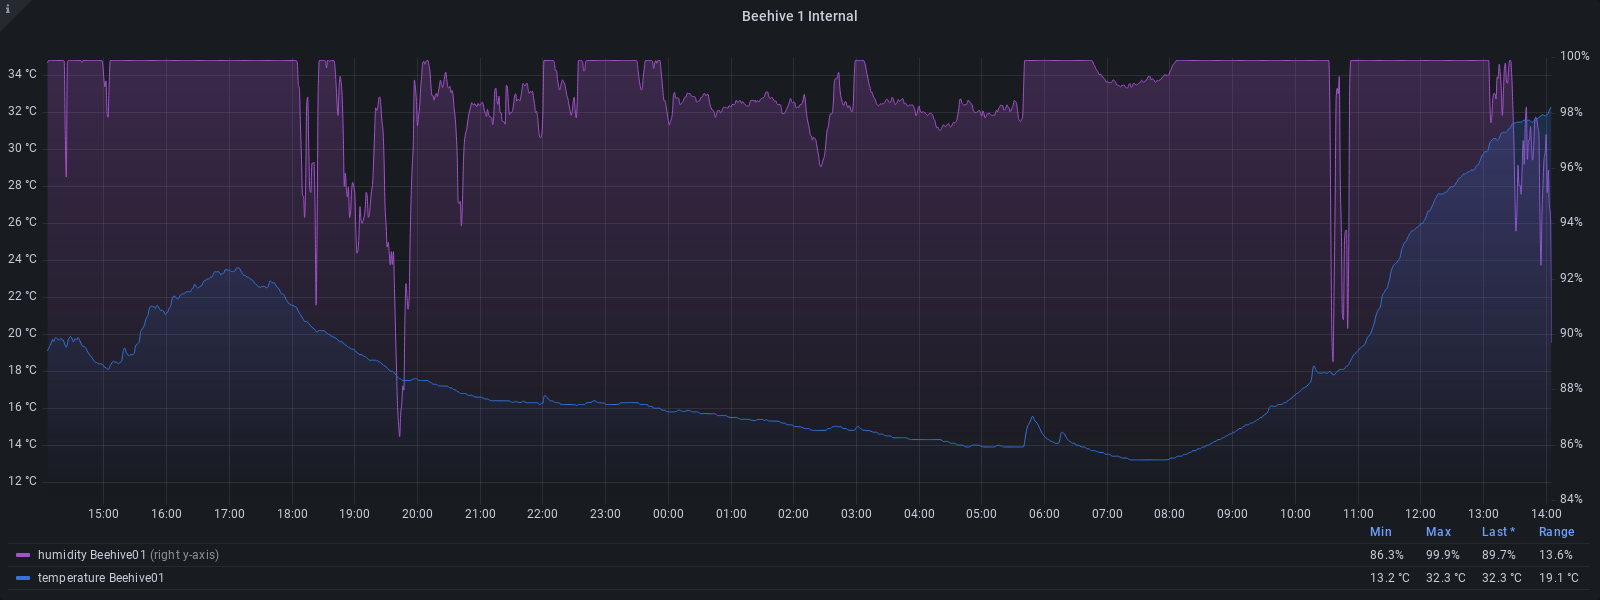 i
Beehive 1 Internal
34 °C
32 °C
30 °C
28 °C
26 °C
24 °C
22 °C
20 °C
18 °C
16 °C
14 °C
12 °C
100%
98%
96%
94%
92%
90%
88%
86%
84%
15:00 16:00 17:00 18:00 19:00 20:00 21:00 22:00 23:00 00:00 01:00 02:00 03:00 04:00 05:00 06:00 07:00 08:00 09:00 10:00 11:00 12:00 13:00 14:00
Min Max Last * Range
humidity Beehive01 (right y-axis) 86.3% 99.9% 89.7% 13.6%
temperature Beehive01 13.2 °C 32.3 °C 32.3 °C 19.1 °C